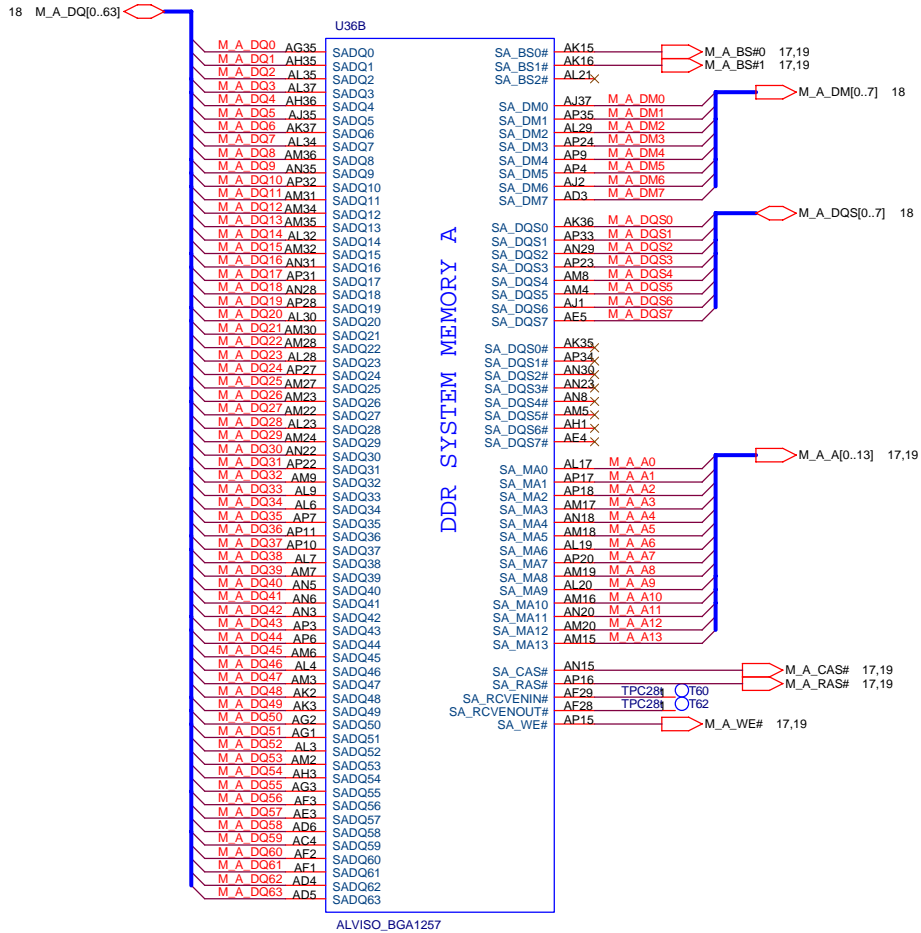 18 M_A_DQ[0..63]
U36B
M_A_DQ0 AG35 SADQ0
M_A_DQ1 AH35 SADQ1
M_A_DQ2 AL35 SADQ2
M_A_DQ3 AL37 SADQ3
M_A_DQ4 AH36 SADQ4
M_A_DQ5 AJ35 SADQ5
M_A_DQ6 AK37 SADQ6
M_A_DQ7 AL34 SADQ7
M_A_DQ8 AM36 SADQ8
M_A_DQ9 AN35 SADQ9
M_A_DQ10 AP32 SADQ10
M_A_DQ11 AM31 SADQ11
M_A_DQ12 AM34 SADQ12
M_A_DQ13 AM35 SADQ13
M_A_DQ14 AL32 SADQ14
M_A_DQ15 AM32 SADQ15
M_A_DQ16 AN31 SADQ16
M_A_DQ17 AP31 SADQ17
M_A_DQ18 AN28 SADQ18
M_A_DQ19 AP28 SADQ19
M_A_DQ20 AL30 SADQ20
M_A_DQ21 AM30 SADQ21
M_A_DQ22 AM28 SADQ22
M_A_DQ23 AL28 SADQ23
M_A_DQ24 AP27 SADQ24
M_A_DQ25 AM27 SADQ25
M_A_DQ26 AM23 SADQ26
M_A_DQ27 AM22 SADQ27
M_A_DQ28 AL23 SADQ28
M_A_DQ29 AM24 SADQ29
M_A_DQ30 AN22 SADQ30
M_A_DQ31 AP22 SADQ31
M_A_DQ32 AM9 SADQ32
M_A_DQ33 AL9 SADQ33
M_A_DQ34 AL6 SADQ34
M_A_DQ35 AP7 SADQ35
M_A_DQ36 AP11 SADQ36
M_A_DQ37 AP10 SADQ37
M_A_DQ38 AL7 SADQ38
M_A_DQ39 AM7 SADQ39
M_A_DQ40 AN5 SADQ40
M_A_DQ41 AN6 SADQ41
M_A_DQ42 AN3 SADQ42
M_A_DQ43 AP3 SADQ43
M_A_DQ44 AP6 SADQ44
M_A_DQ45 AM6 SADQ45
M_A_DQ46 AL4 SADQ46
M_A_DQ47 AM3 SADQ47
M_A_DQ48 AK2 SADQ48
M_A_DQ49 AK3 SADQ49
M_A_DQ50 AG2 SADQ50
M_A_DQ51 AG1 SADQ51
M_A_DQ52 AL3 SADQ52
M_A_DQ53 AM2 SADQ53
M_A_DQ54 AH3 SADQ54
M_A_DQ55 AG3 SADQ55
M_A_DQ56 AF3 SADQ56
M_A_DQ57 AE3 SADQ57
M_A_DQ58 AD6 SADQ58
M_A_DQ59 AC4 SADQ59
M_A_DQ60 AF2 SADQ60
M_A_DQ61 AF1 SADQ61
M_A_DQ62 AD4 SADQ62
M_A_DQ63 AD5 SADQ63
DDR SYSTEM MEMORY A
SA_BS0# AK15 M_A_BS#0 17,19
SA_BS1# AK16 M_A_BS#1 17,19
SA_BS2# AL21
SA_DM0 AJ37 M_A_DM0 M_A_DM[0..7] 18
SA_DM1 AP35 M_A_DM1
SA_DM2 AL29 M_A_DM2
SA_DM3 AP24 M_A_DM3
SA_DM4 AP9 M_A_DM4
SA_DM5 AP4 M_A_DM5
SA_DM6 AJ2 M_A_DM6
SA_DM7 AD3 M_A_DM7
SA_DQS0 AK36 M_A_DQS0 M_A_DQS[0..7] 18
SA_DQS1 AP33 M_A_DQS1
SA_DQS2 AN29 M_A_DQS2
SA_DQS3 AP23 M_A_DQS3
SA_DQS4 AM8 M_A_DQS4
SA_DQS5 AM4 M_A_DQS5
SA_DQS6 AJ1 M_A_DQS6
SA_DQS7 AE5 M_A_DQS7
SA_DQS0# AK35
SA_DQS1# AP34
SA_DQS2# AN30
SA_DQS3# AN23
SA_DQS4# AN8
SA_DQS5# AM5
SA_DQS6# AH1
SA_DQS7# AE4
SA_MA0 AL17 M_A_A0 M_A_A[0..13] 17,19
SA_MA1 AP17 M_A_A1
SA_MA2 AP18 M_A_A2
SA_MA3 AM17 M_A_A3
SA_MA4 AN18 M_A_A4
SA_MA5 AM18 M_A_A5
SA_MA6 AL19 M_A_A6
SA_MA7 AP20 M_A_A7
SA_MA8 AM19 M_A_A8
SA_MA9 AL20 M_A_A9
SA_MA10 AM16 M_A_A10
SA_MA11 AN20 M_A_A11
SA_MA12 AM20 M_A_A12
SA_MA13 AM15 M_A_A13
SA_CAS# AN15 M_A_CAS# 17,19
SA_RAS# AP16 M_A_RAS# 17,19
SA_RCVENIN# AF29 TPC28t T60
SA_RCVENOUT# AF28 TPC28t T62
SA_WE# AP15 M_A_WE# 17,19
ALVISO_BGA1257